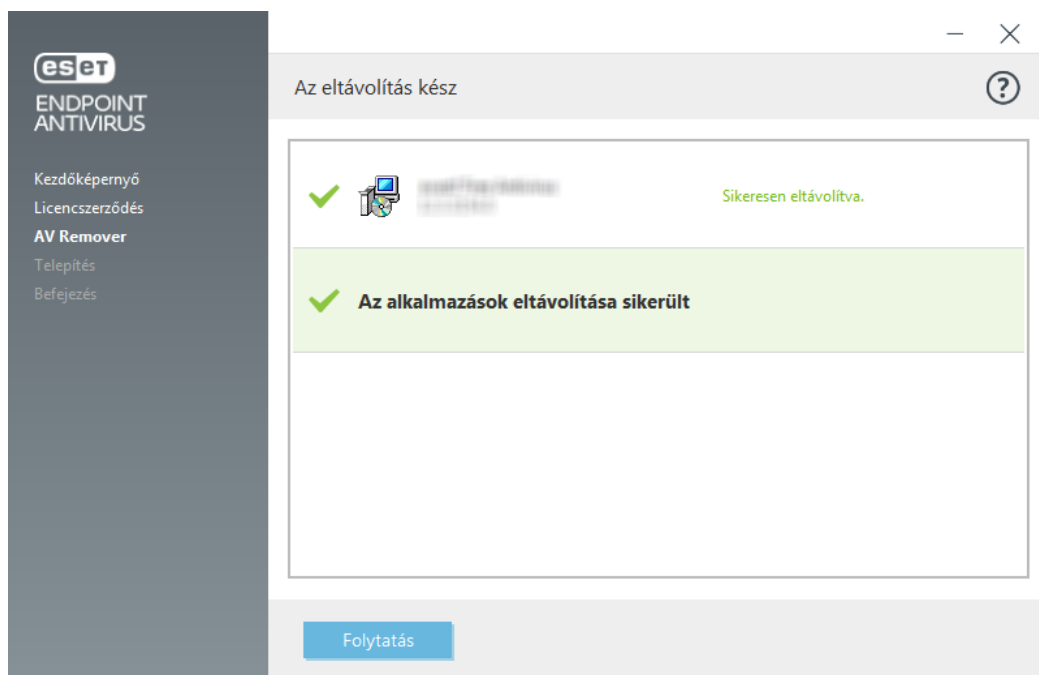 eset
ENDPOINT
ANTIVIRUS
Kezdőképernyő
Licencszerződés
AV Remover
Telepítés
Befejezés
Az eltávolítás kész
?
Sikeresen eltávolítva.
Az alkalmazások eltávolítása sikerült
Folytatás